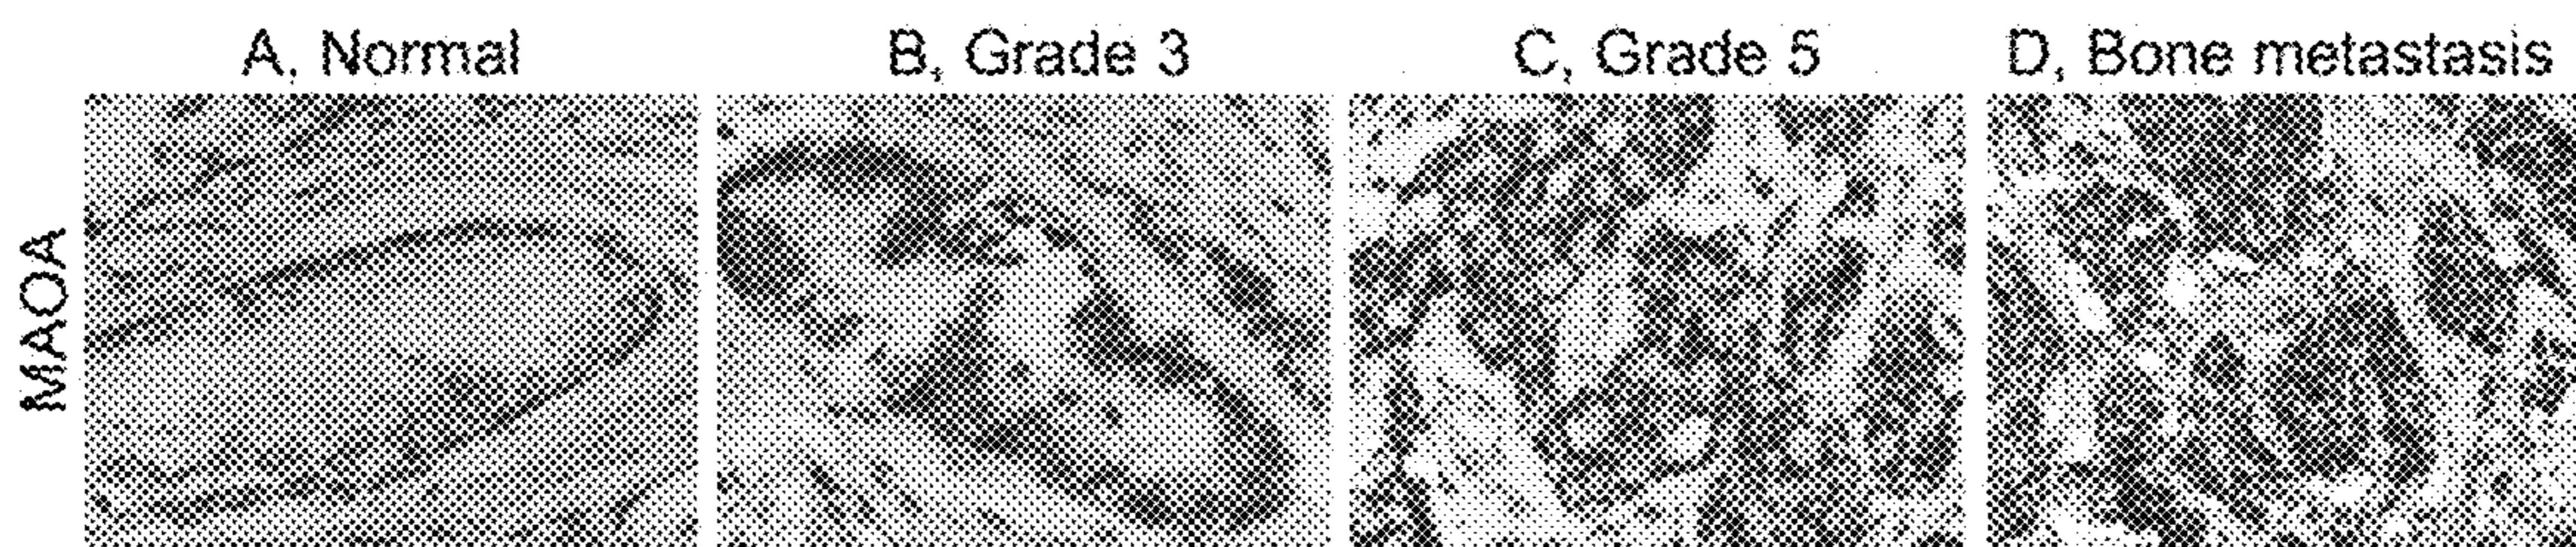 A, Normal
B, Grade 3
C, Grade 5
D, Bone metastasis
MAOA